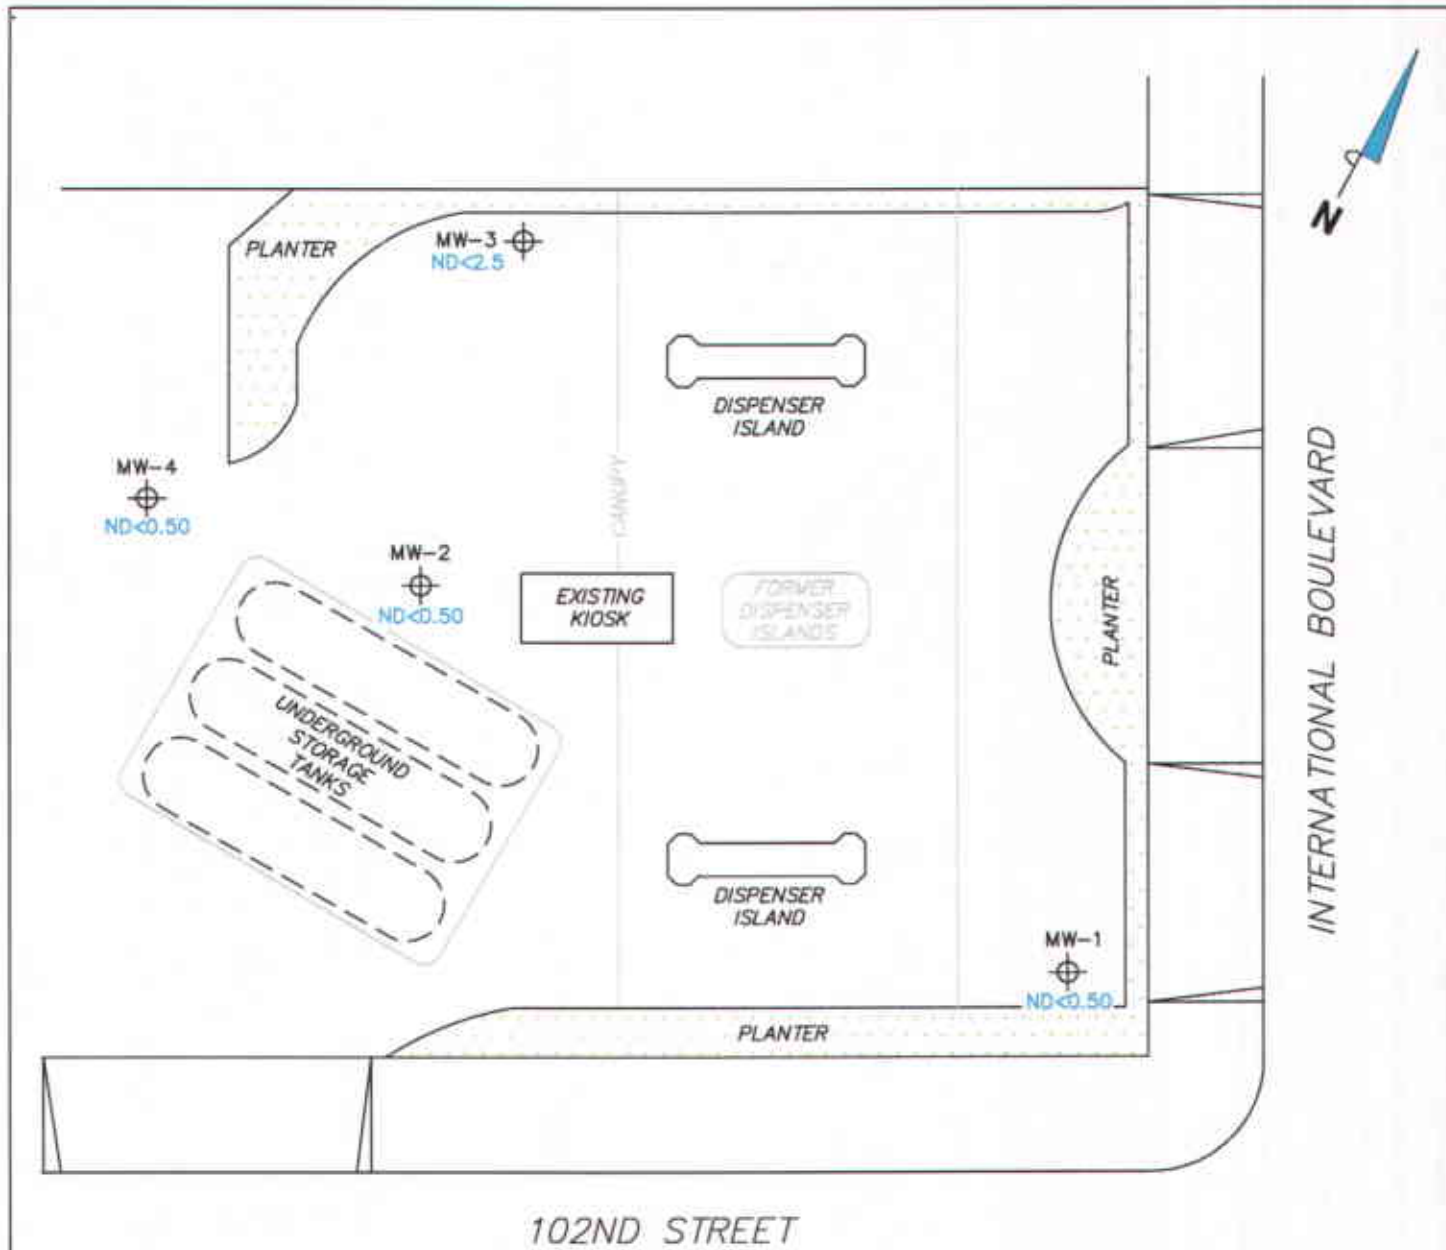 N
PLANTER
MW-3
ND<2.5
DISPENSER
ISLAND
CANOPY
MW-4
ND<0.50
MW-2
ND<0.50
EXISTING
KIOSK
FORMER
DISPENSER
ISLANDS
PLANTER
INTERNATIONAL BOULEVARD
UNDERGROUND
STORAGE
TANKS
DISPENSER
ISLAND
MW-1
ND<0.50
PLANTER
102ND STREET